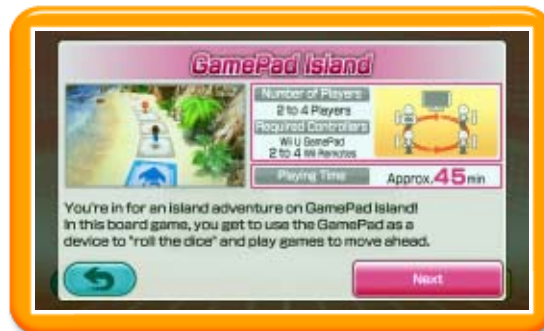 GamePad Island
Number of Players
2 to 4 Players
Required Controllers
Wii U GamePad
2 to 4 Wii Remotes
Playing Time
Approx. 45 min
You're in for an island adventure on GamePad Island!
In this board game, you get to use the GamePad as a
device to "roll the dice" and play games to move ahead.
Next